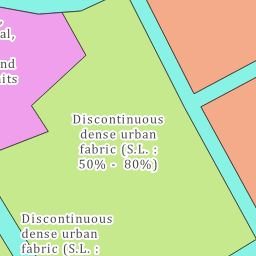 al,
nd
its
Discontinuous
dense urban
fabric (S.L. :
50% - 80%)
Discontinuous
dense urban
fabric (S.L. :